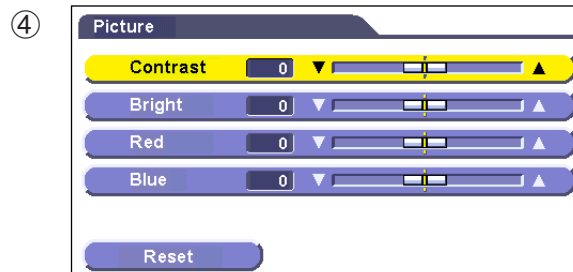 ④
Picture
Contrast 0 ▼ ▲
Bright 0 ▼ ▲
Red 0 ▼ ▲
Blue 0 ▼ ▲
Reset